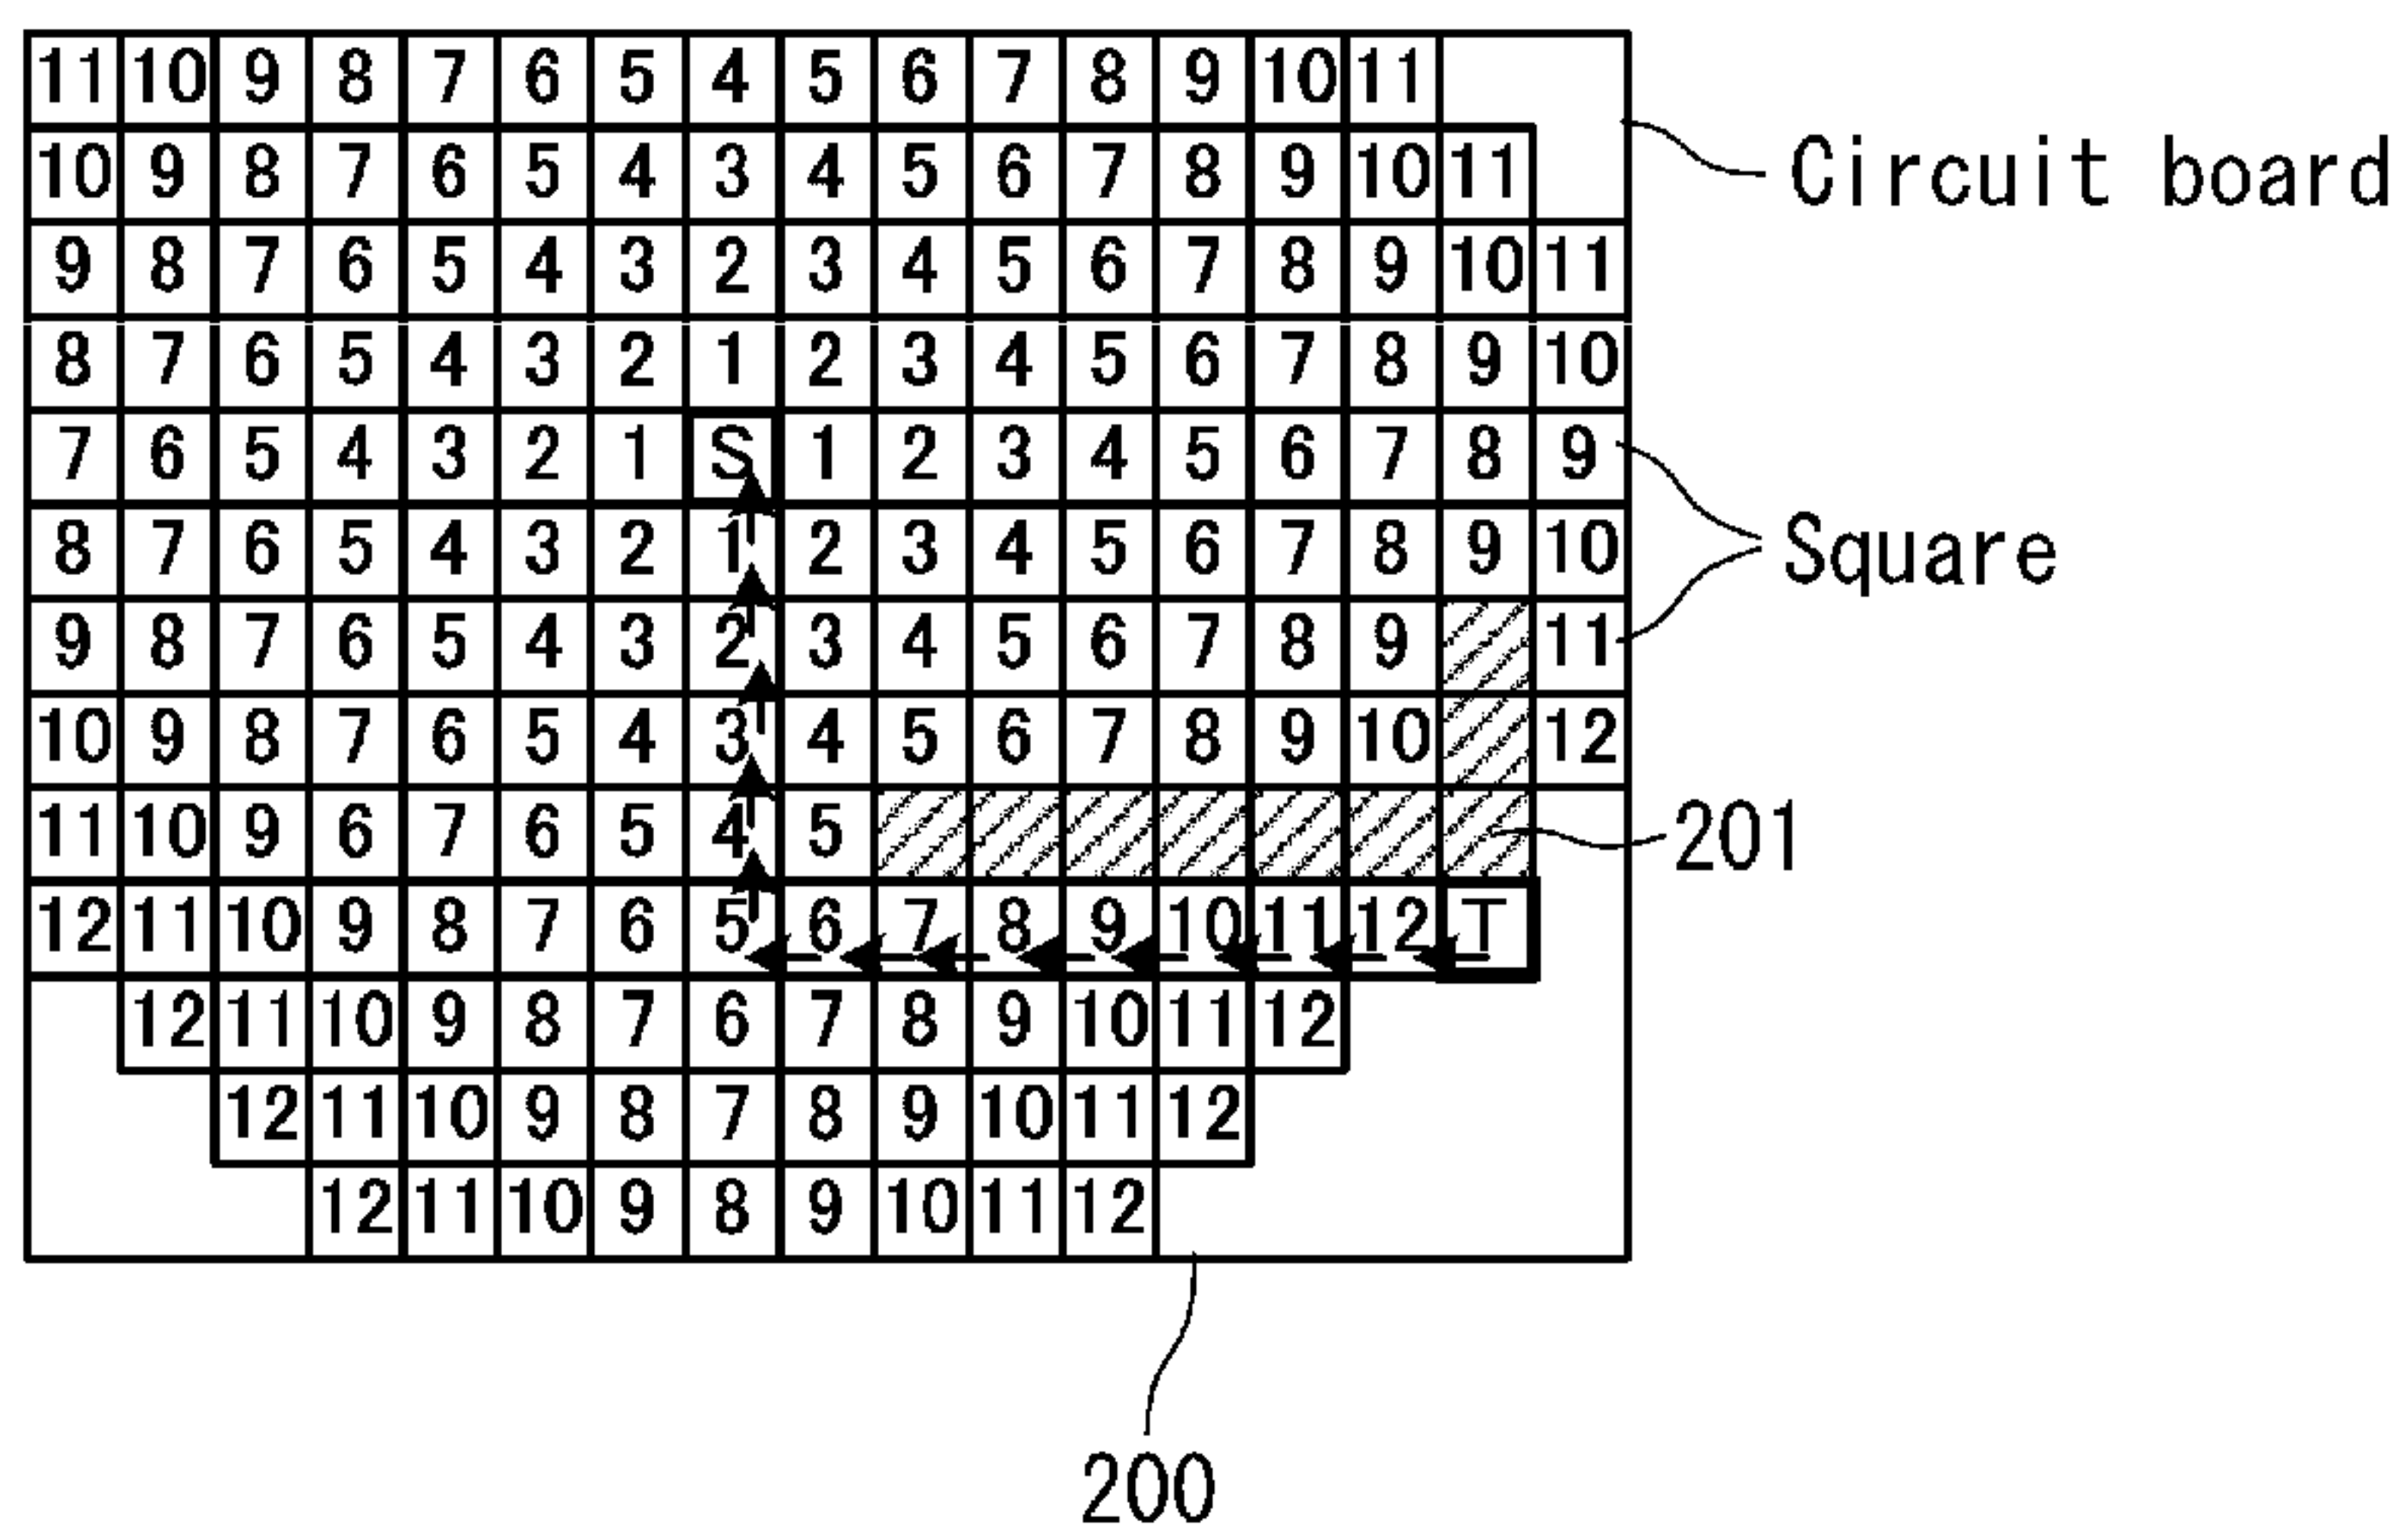 11 10 9 8 7 6 5 4 5 6 7 8 9 10 11
10 9 8 7 6 5 4 3 4 5 6 7 8 9 10 11
Circuit board
9 8 7 6 5 4 3 2 3 4 5 6 7 8 9 10 11
8 7 6 5 4 3 2 1 2 3 4 5 6 7 8 9 10
7 6 5 4 3 2 1 S 1 2 3 4 5 6 7 8 9
8 7 6 5 4 3 2 1 2 3 4 5 6 7 8 9 10
Square
9 8 7 6 5 4 3 2 3 4 5 6 7 8 9 11
10 9 8 7 6 5 4 3 4 5 6 7 8 9 10 12
11 10 9 6 7 6 5 4 5
201
12 11 10 9 8 7 6 5 6 7 8 9 10 11 12 T
12 11 10 9 8 7 6 7 8 9 10 11 12
12 11 10 9 8 7 8 9 10 11 12
12 11 10 9 8 9 10 11 12
200